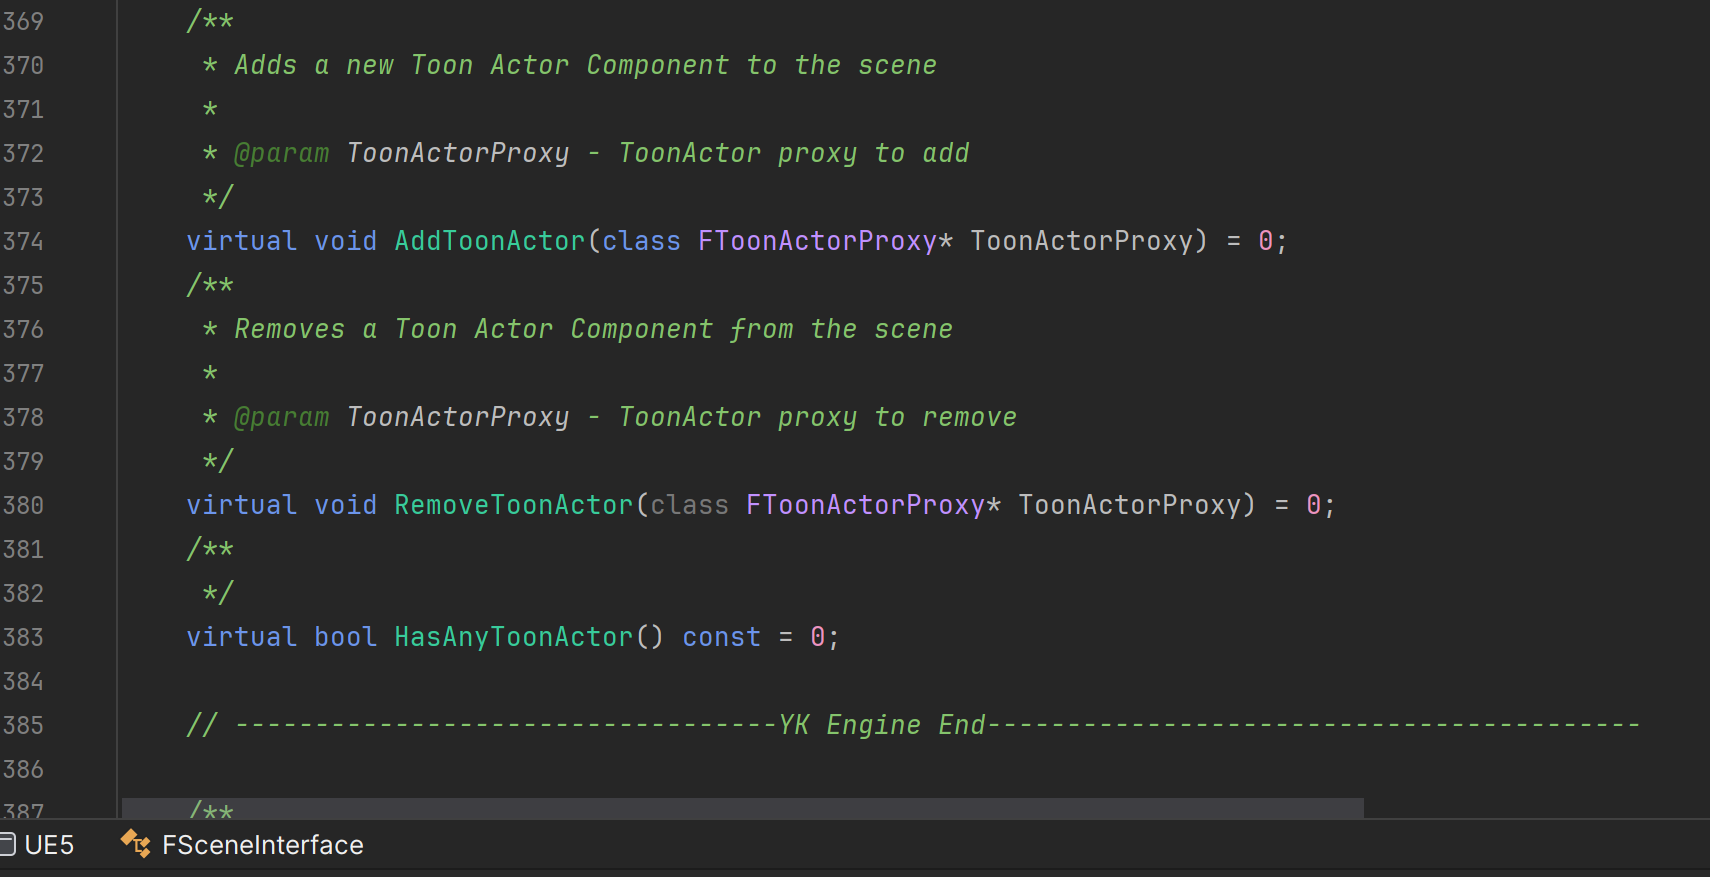 369 /**
370 * Adds a new Toon Actor Component to the scene
371 *
372 * @param ToonActorProxy - ToonActor proxy to add
373 */
374 virtual void AddToonActor(class FToonActorProxy* ToonActorProxy) = 0;
375 /**
376 * Removes a Toon Actor Component from the scene
377 *
378 * @param ToonActorProxy - ToonActor proxy to remove
379 */
380 virtual void RemoveToonActor(class FToonActorProxy* ToonActorProxy) = 0;
381 /**
382 */
383 virtual bool HasAnyToonActor() const = 0;
384
385 // ----------------------------------YK Engine End-----------------------------------------
386
387 /**
UE5 FSceneInterface